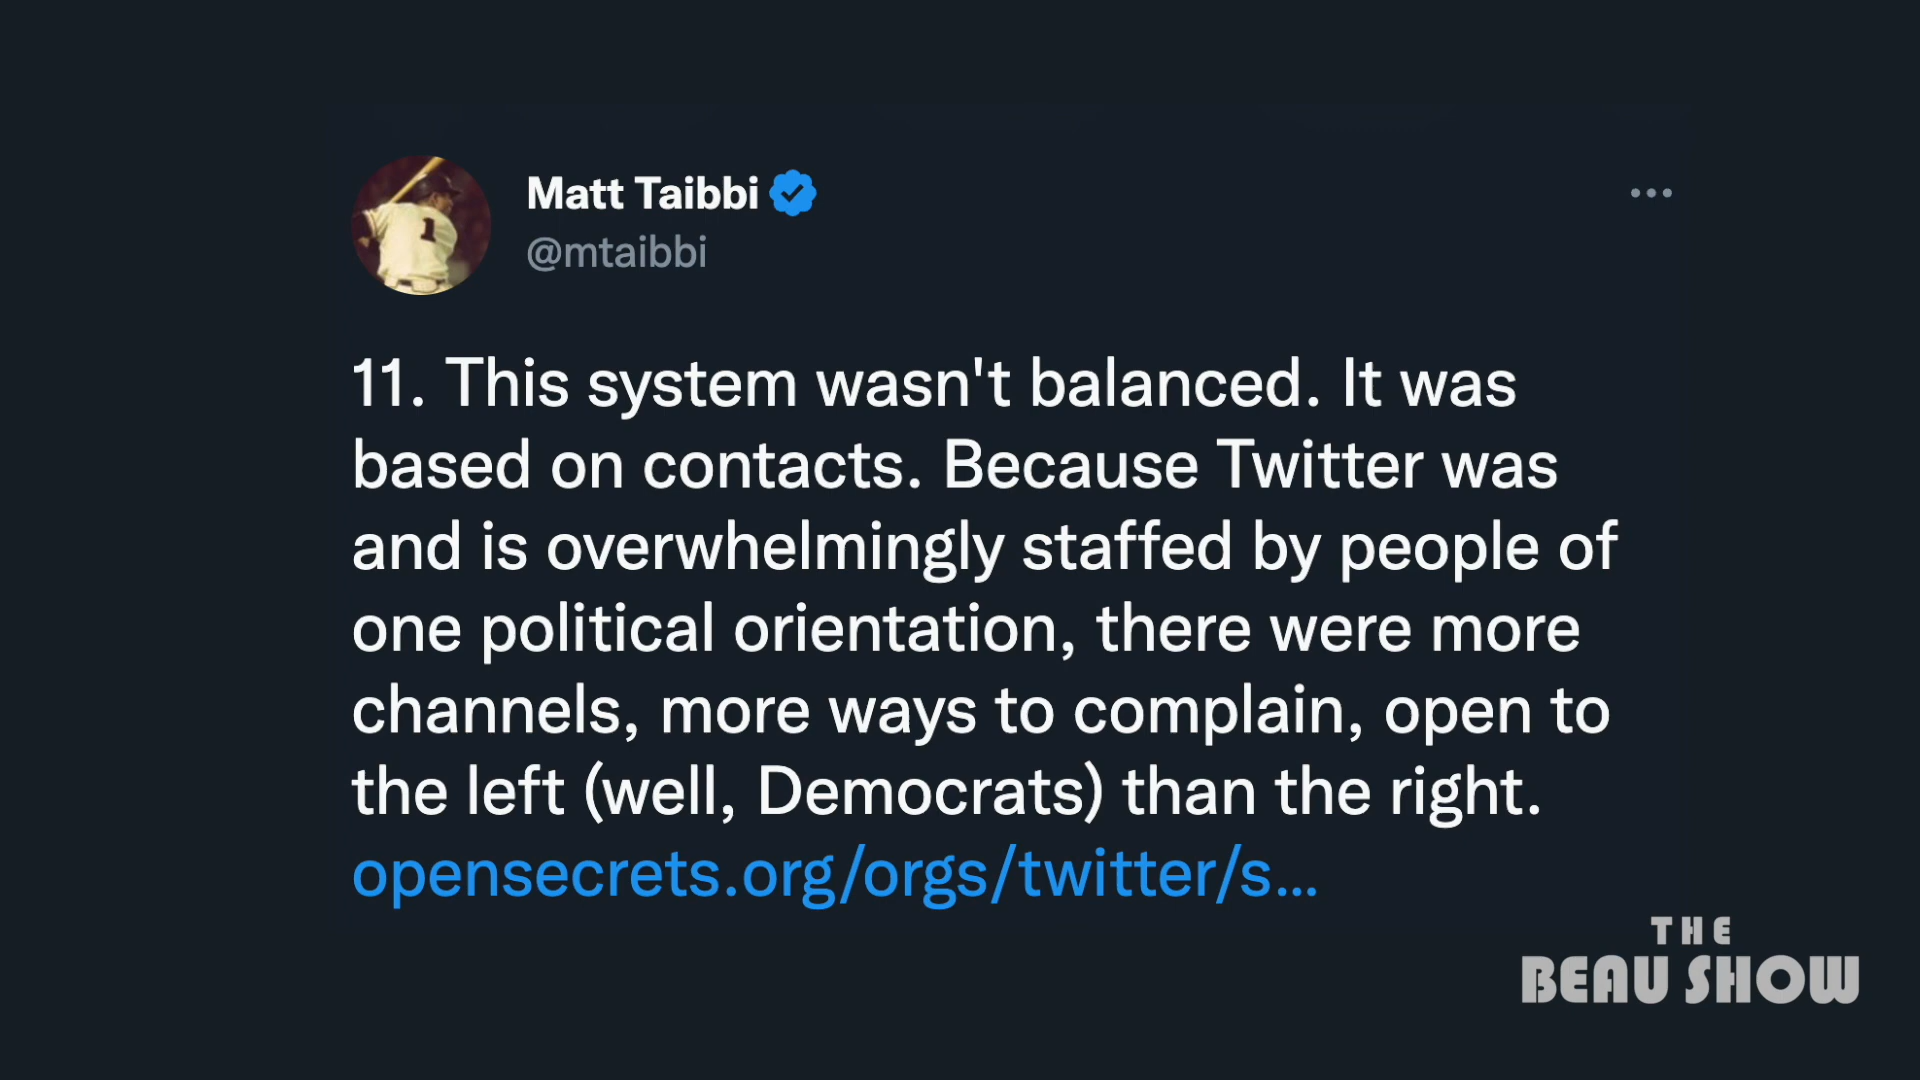 Matt Taibbi
@mtaibbi
11. This system wasn't balanced. It was
based on contacts. Because Twitter was
and is overwhelmingly staffed by people of
one political orientation, there were more
channels, more ways to complain, open to
the left (well, Democrats) than the right.
opensecrets.org/orgs/twitter/s...
1
THE
BEAU SHOW